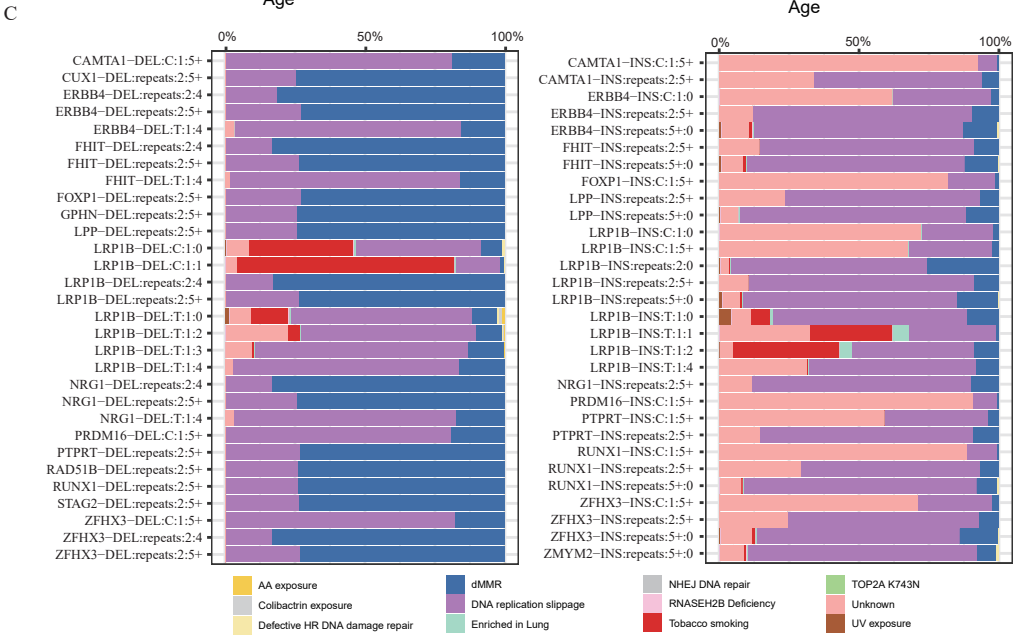 C
Age
0%
50%
100%
CAMTA1−DEL:C:1:5+
CUX1−DEL:repeats:2:5+
ERBB4−DEL:repeats:2:4
ERBB4−DEL:repeats:2:5+
ERBB4−DEL:T:1:4
FHIT−DEL:repeats:2:4
FHIT−DEL:repeats:2:5+
FHIT−DEL:T:1:4
FOXP1−DEL:repeats:2:5+
GPHN−DEL:repeats:2:5+
LPP−DEL:repeats:2:5+
LRP1B−DEL:C:1:0
LRP1B−DEL:C:1:1
LRP1B−DEL:repeats:2:4
LRP1B−DEL:repeats:2:5+
LRP1B−DEL:T:1:0
LRP1B−DEL:T:1:2
LRP1B−DEL:T:1:3
LRP1B−DEL:T:1:4
NRG1−DEL:repeats:2:4
NRG1−DEL:repeats:2:5+
NRG1−DEL:T:1:4
PRDM16−DEL:C:1:5+
PTPRT−DEL:repeats:2:5+
RAD51B−DEL:repeats:2:5+
RUNX1−DEL:repeats:2:5+
STAG2−DEL:repeats:2:5+
ZFHX3−DEL:C:1:5+
ZFHX3−DEL:repeats:2:4
ZFHX3−DEL:repeats:2:5+
Age
0%
50%
100%
CAMTA1−INS:C:1:5+
CAMTA1−INS:repeats:2:5+
ERBB4−INS:C:1:0
ERBB4−INS:repeats:2:5+
ERBB4−INS:repeats:5+:0
FHIT−INS:repeats:2:5+
FHIT−INS:repeats:5+:0
FOXP1−INS:C:1:5+
LPP−INS:repeats:2:5+
LPP−INS:repeats:5+:0
LRP1B−INS:C:1:0
LRP1B−INS:C:1:5+
LRP1B−INS:repeats:2:0
LRP1B−INS:repeats:2:5+
LRP1B−INS:repeats:5+:0
LRP1B−INS:T:1:0
LRP1B−INS:T:1:1
LRP1B−INS:T:1:2
LRP1B−INS:T:1:4
NRG1−INS:repeats:2:5+
PRDM16−INS:C:1:5+
PTPRT−INS:C:1:5+
PTPRT−INS:repeats:2:5+
RUNX1−INS:C:1:5+
RUNX1−INS:repeats:2:5+
RUNX1−INS:repeats:5+:0
ZFHX3−INS:C:1:5+
ZFHX3−INS:repeats:2:5+
ZFHX3−INS:repeats:5+:0
ZMYM2−INS:repeats:5+:0
AA exposure
Colibactrin exposure
Defective HR DNA damage repair
dMMR
DNA replication slippage
Enriched in Lung
NHEJ DNA repair
RNASEH2B Deficiency
Tobacco smoking
TOP2A K743N
Unknown
UV exposure